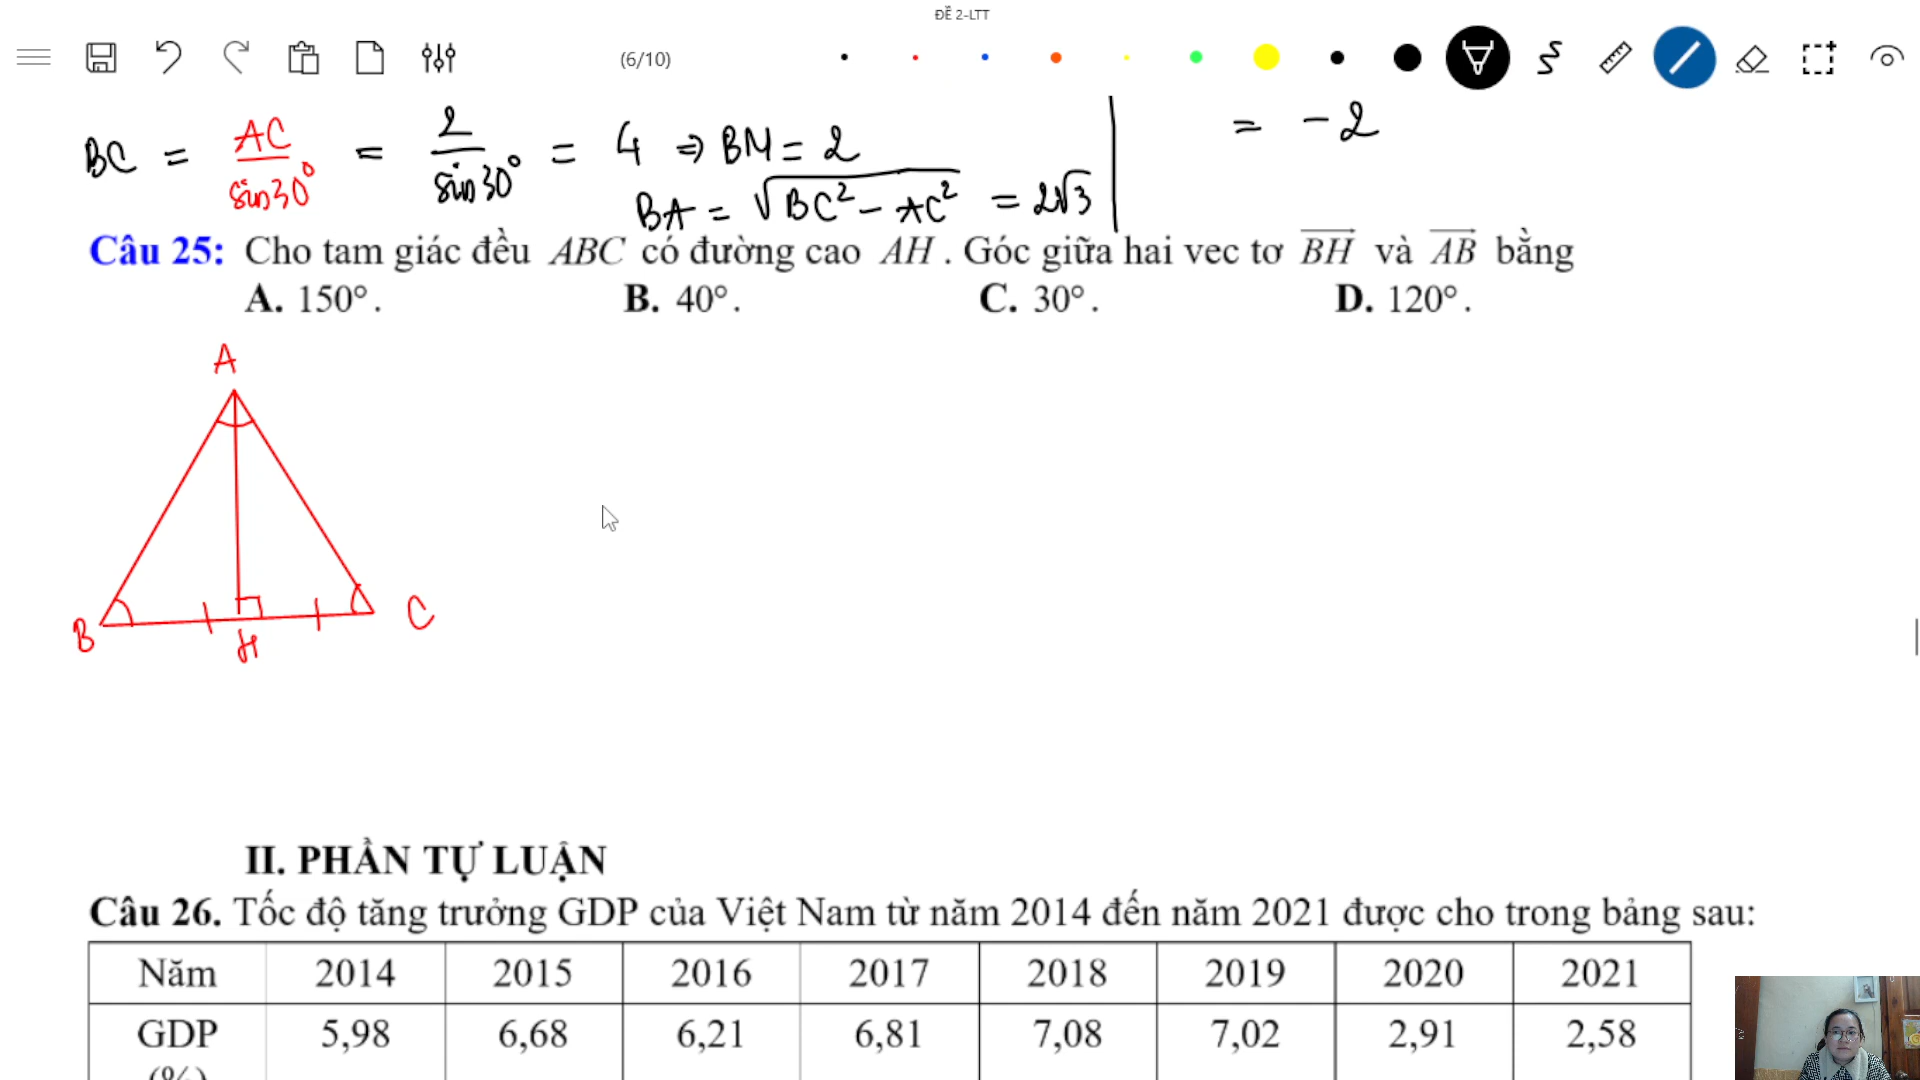 ĐỀ 2-LTT
(6/10)
BC = AC / sin30° = 2 / sin30° = 4 ⇒ BM = 2
BA = √(BC² - AC²) = 2√3
= -2
Câu 25: Cho tam giác đều ABC có đường cao AH . Góc giữa hai vec tơ BH và AB bằng
A. 150° . B. 40° . C. 30° . D. 120° .
A
B
H
C
II. PHẦN TỰ LUẬN
Câu 26. Tốc độ tăng trưởng GDP của Việt Nam từ năm 2014 đến năm 2021 được cho trong bảng sau:
Năm 2014 2015 2016 2017 2018 2019 2020 2021
GDP 5,98 6,68 6,21 6,81 7,08 7,02 2,91 2,58
(%)